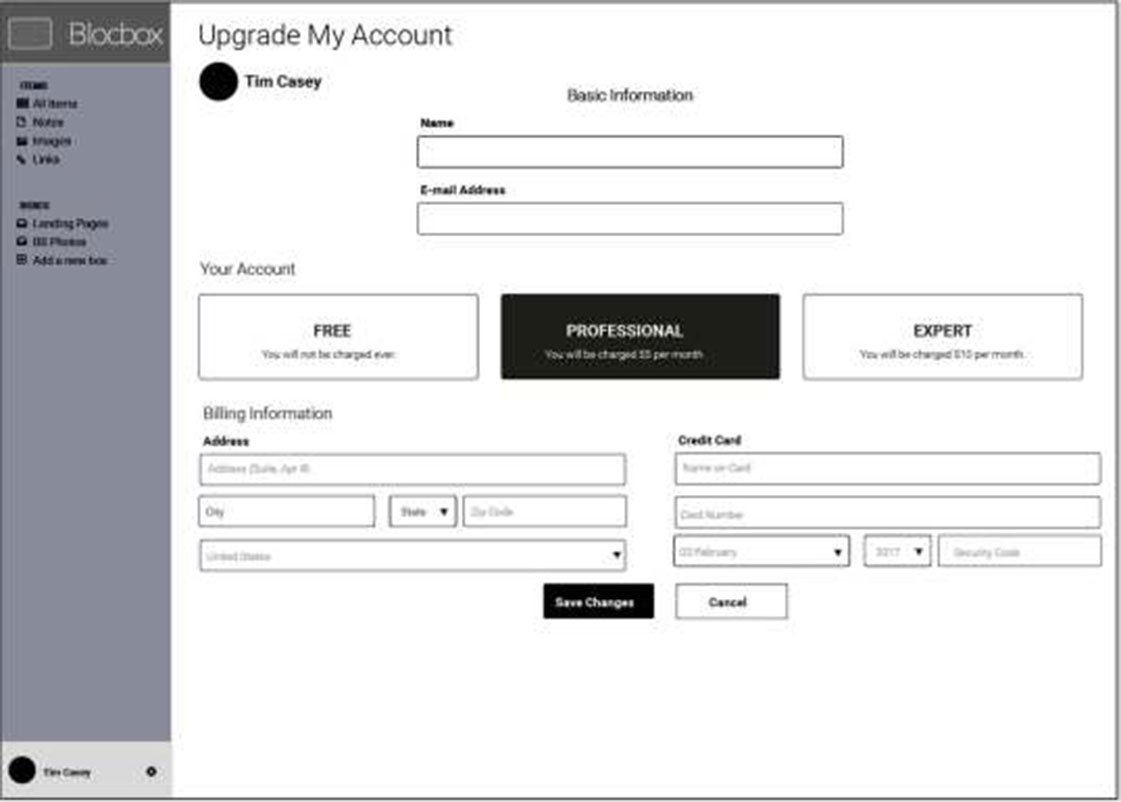 Blocbox
ITEMS
All Items
Notes
Images
Links
BOXES
Landing Pages
Photos
Add a new box
Tim Casey
Upgrade My Account
Tim Casey
Basic Information
Name
E-mail Address
Your Account
FREE
You will not be charged ever.
PROFESSIONAL
You will be charged $5 per month
EXPERT
You will be charged $10 per month.
Billing Information
Address
Address (Suite, Apt #)
City
State
Zip Code
United States
Credit Card
Name on Card
Card Number
February
2017
Security Code
Save Changes
Cancel